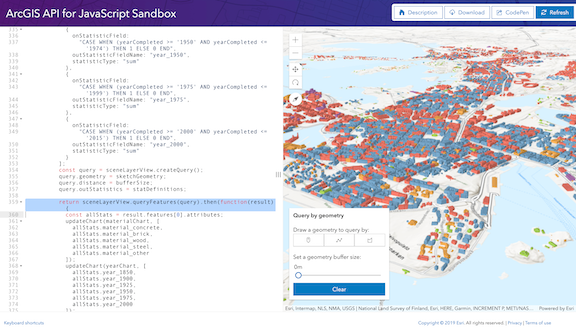 ArcGIS API for JavaScript Sandbox
Description
Download
CodePen
Refresh
335
{
336
onStatisticField:
337
"CASE WHEN (yearCompleted >= '1950' AND yearCompleted <=
'1974') THEN 1 ELSE 0 END",
338
outStatisticFieldName: "year_1950",
339
statisticType: "sum"
340
},
341
{
342
onStatisticField:
343
"CASE WHEN (yearCompleted >= '1975' AND yearCompleted <=
'1999') THEN 1 ELSE 0 END",
344
outStatisticFieldName: "year_1975",
345
statisticType: "sum"
346
},
347
{
348
onStatisticField:
349
"CASE WHEN (yearCompleted >= '2000' AND yearCompleted <=
'2015') THEN 1 ELSE 0 END",
350
outStatisticFieldName: "year_2000",
351
statisticType: "sum"
352
}
353
];
354
const query = sceneLayerView.createQuery();
355
query.geometry = sketchGeometry;
356
query.distance = bufferSize;
357
query.outStatistics = statDefinitions;
358
359
return sceneLayerView.queryFeatures(query).then(function(result)
{
360
const allStats = result.features[0].attributes;
361
updateChart(materialChart, [
362
allStats.material_concrete,
363
allStats.material_brick,
364
allStats.material_wood,
365
allStats.material_steel,
366
allStats.material_other
367
]);
368
updateChart(yearChart, [
369
allStats.year_1850,
370
allStats.year_1900,
371
allStats.year_1925,
372
allStats.year_1950,
373
allStats.year_1975,
374
allStats.year_2000
375
]);
Query by geometry
Draw a geometry to query by:
Set a geometry buffer size:
0m
Clear
Esri, Intermap, NLS, NMA, USGS | National Land Survey of Finland, Esri, HERE, Garmin, INCREMENT P, METI/NAS...
Powered by Esri
Keyboard shortcuts
Copyright © 2019 Esri. All rights reserved. | Privacy | Terms of use